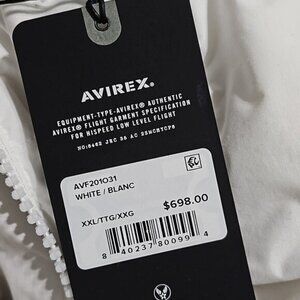 AVIREX.
EQUIPMENT-TYPE-AVIREX® AUTHENTIC
AVIREX® FLIGHT GARMENT SPECIFICATION
FOR HISPEED LOW LEVEL FLIGHT
AVF201O31
WHITE / BLANC
XXL/TTG/XXG
$698.00
8 40237 80099 4